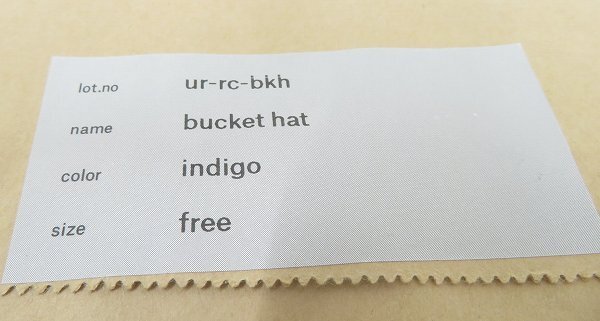 lot.no ur-rc-bkh
name bucket hat
color indigo
size free